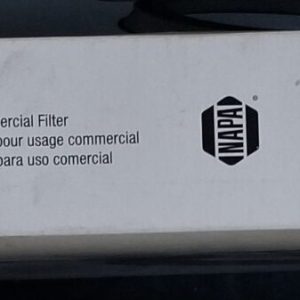 ercial Filter
pour usage commercial
para uso comercial
NAPA